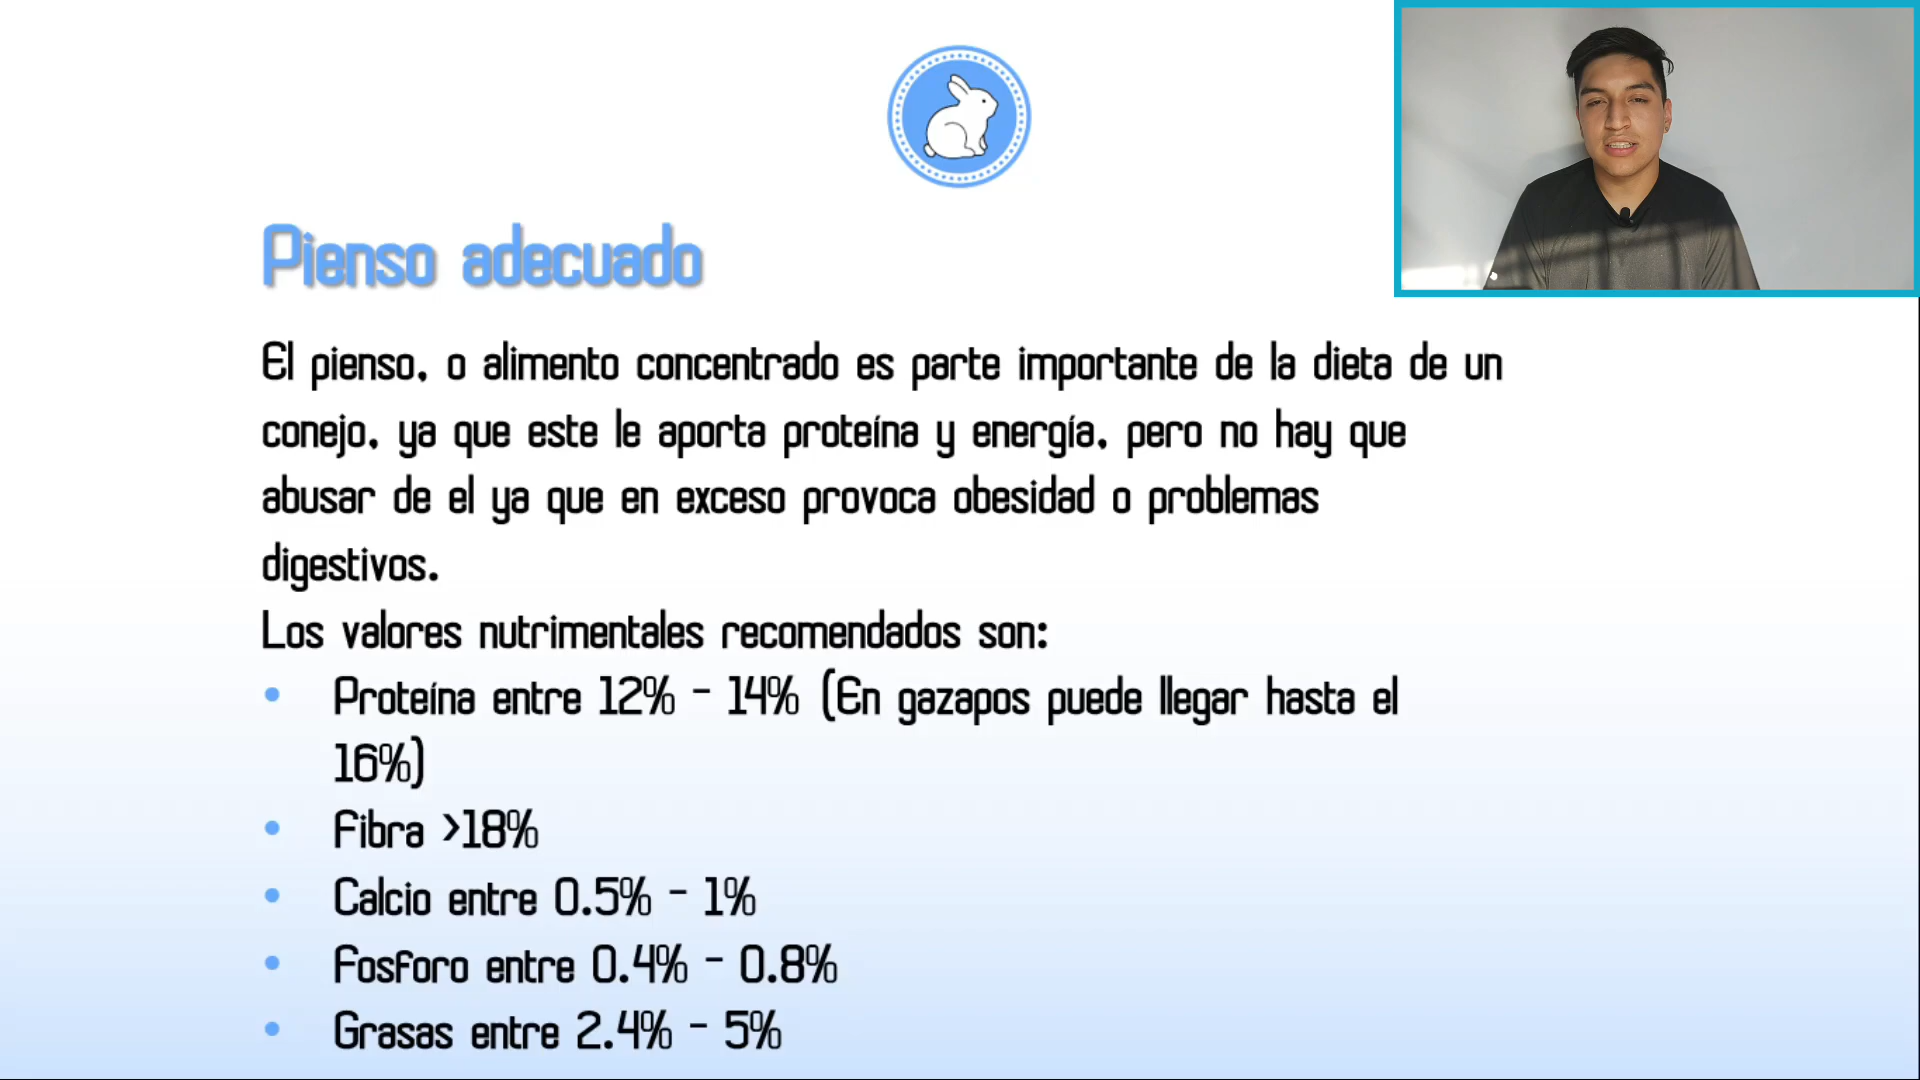 Pienso adecuado
El pienso, o alimento concentrado es parte importante de la dieta de un
conejo, ya que este le aporta proteína y energía, pero no hay que
abusar de el ya que en exceso provoca obesidad o problemas
digestivos.
Los valores nutrimentales recomendados son:
• Proteína entre 12% - 14% (En gazapos puede llegar hasta el
16%)
• Fibra >18%
• Calcio entre 0.5% - 1%
• Fosforo entre 0.4% - 0.8%
• Grasas entre 2.4% - 5%